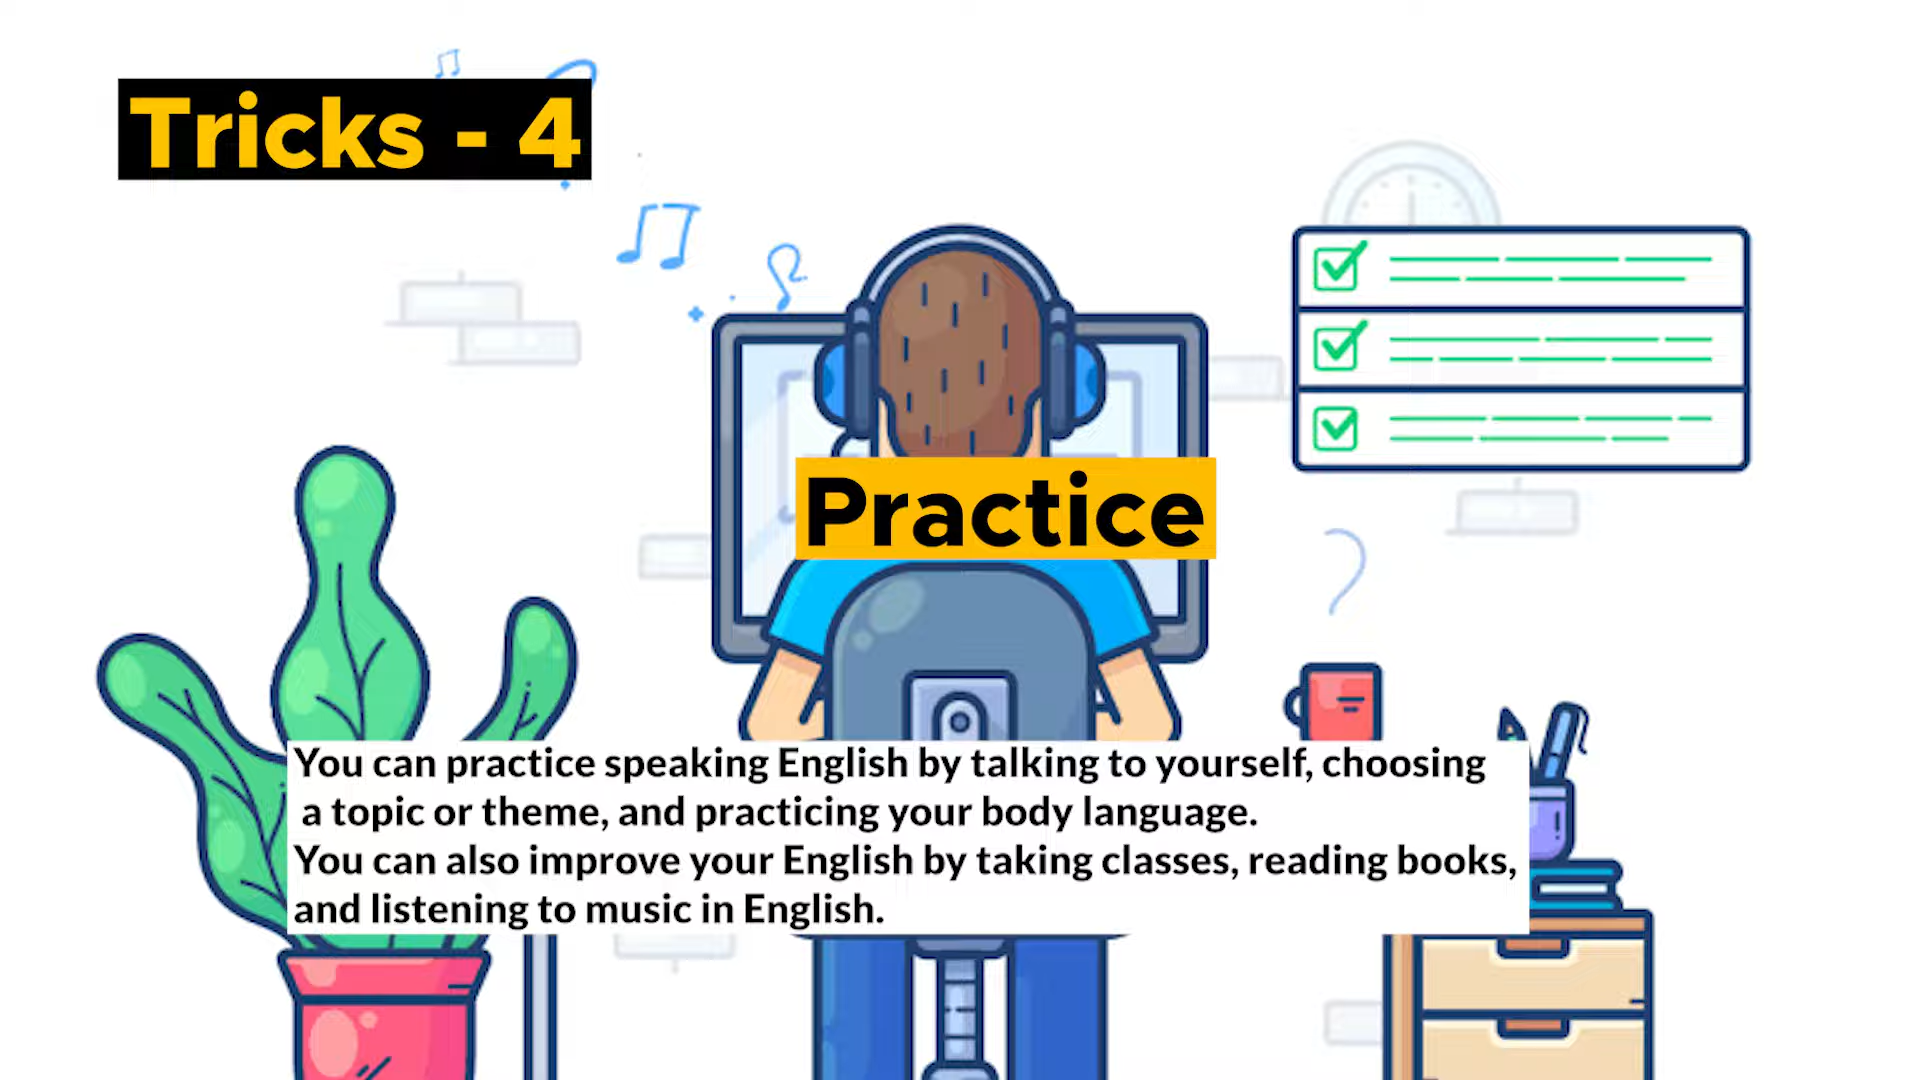 Tricks - 4
Practice
You can practice speaking English by talking to yourself, choosing
a topic or theme, and practicing your body language.
You can also improve your English by taking classes, reading books,
and listening to music in English.